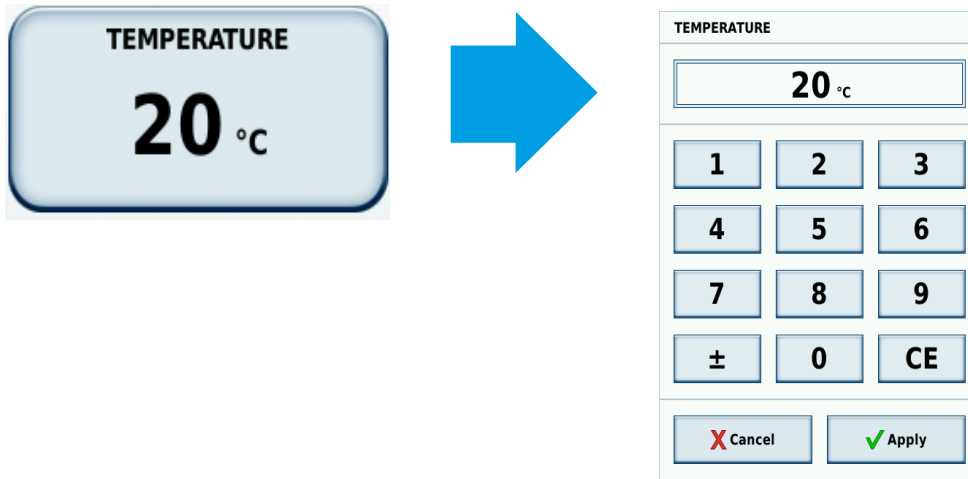 TEMPERATURE
20 °C
TEMPERATURE
20 °C
1 2 3
4 5 6
7 8 9
± 0 CE
Cancel Apply